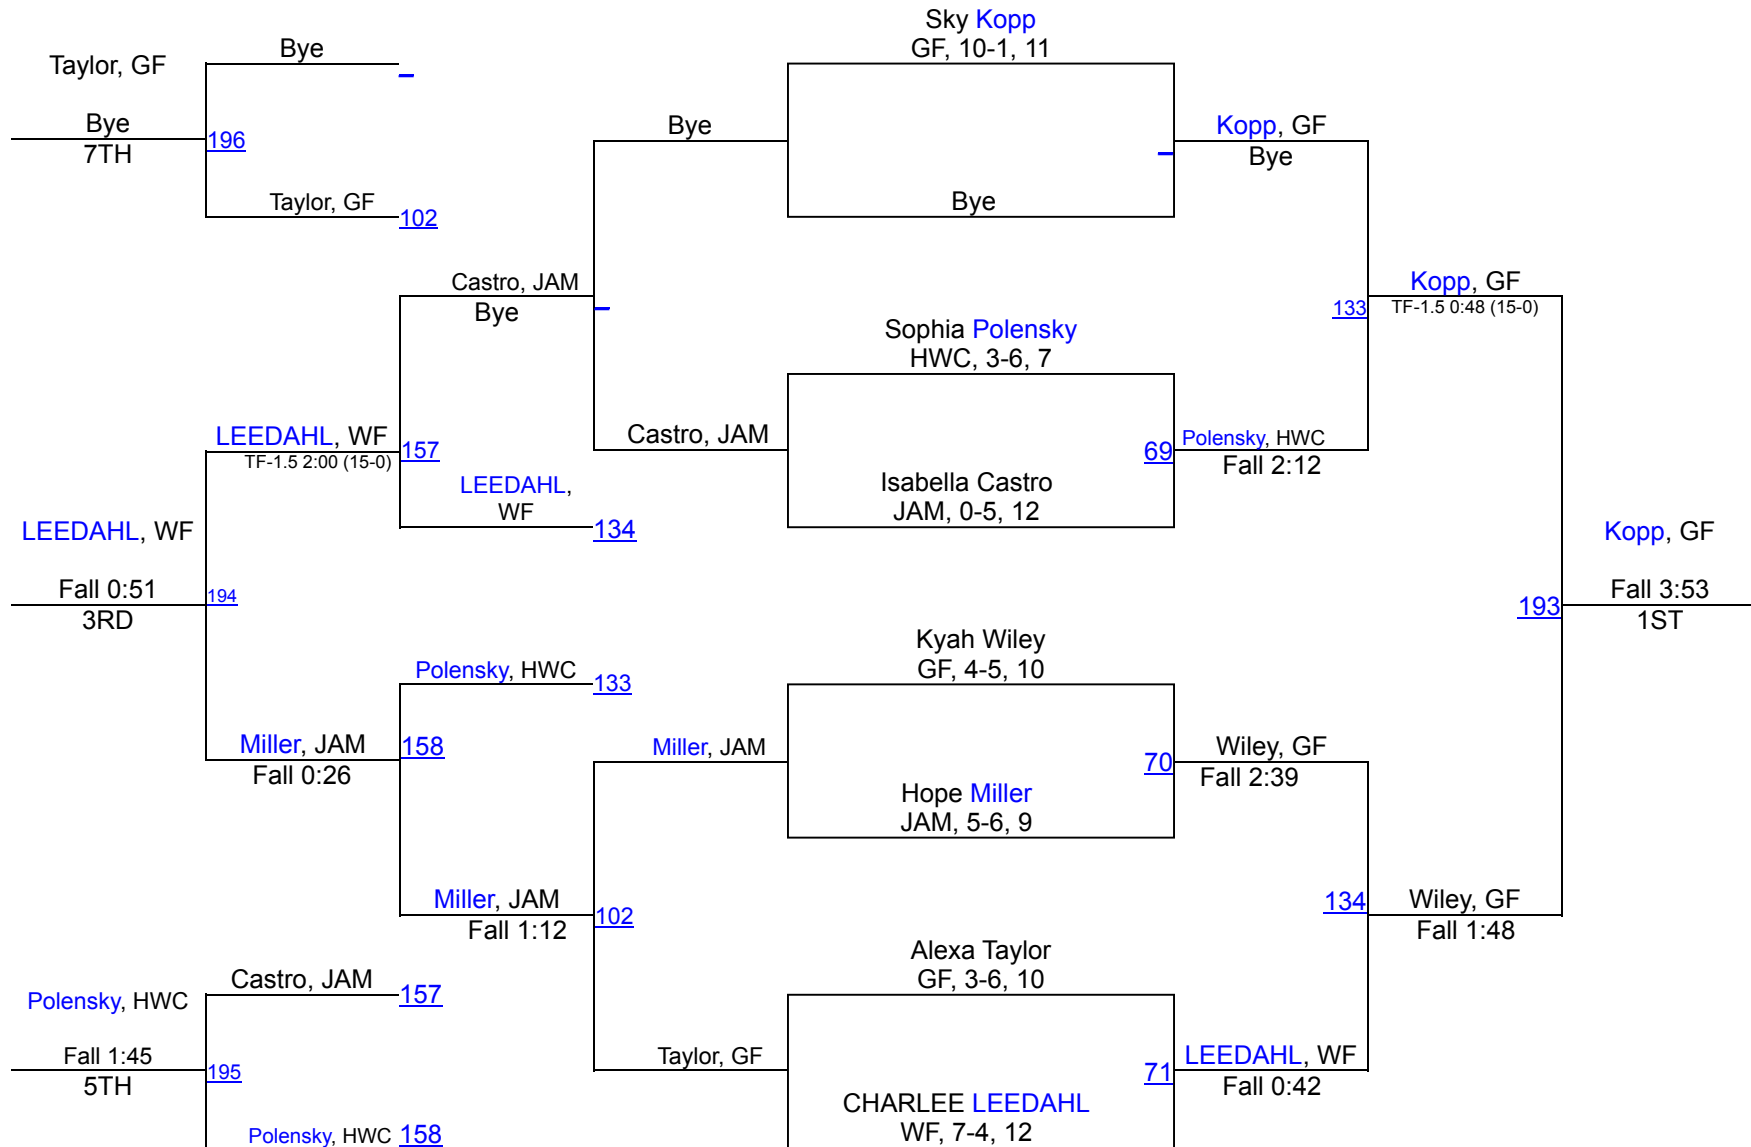 Sky Kopp
GF, 10-1, 11
Bye
Taylor, GF
Bye
7TH
196
Taylor, GF
102
Bye
Kopp, GF
Bye
Bye
Castro, JAM
Bye
Kopp, GF
TF-1.5 0:48 (15-0)
133
Sophia Polensky
HWC, 3-6, 7
LEEDAHL, WF
TF-1.5 2:00 (15-0)
157
Castro, JAM
69
Polensky, HWC
Fall 2:12
LEEDAHL,
WF
134
Isabella Castro
JAM, 0-5, 12
LEEDAHL, WF
Fall 0:51
3RD
194
Kopp, GF
Fall 3:53
1ST
193
Kyah Wiley
GF, 4-5, 10
Polensky, HWC
133
Miller, JAM
Fall 0:26
158
Miller, JAM
70
Wiley, GF
Fall 2:39
Hope Miller
JAM, 5-6, 9
Miller, JAM
Fall 1:12
102
134
Wiley, GF
Fall 1:48
Alexa Taylor
GF, 3-6, 10
Castro, JAM
157
Polensky, HWC
Fall 1:45
5TH
195
Taylor, GF
71
LEEDAHL, WF
Fall 0:42
CHARLEE LEEDAHL
WF, 7-4, 12
Polensky, HWC
158